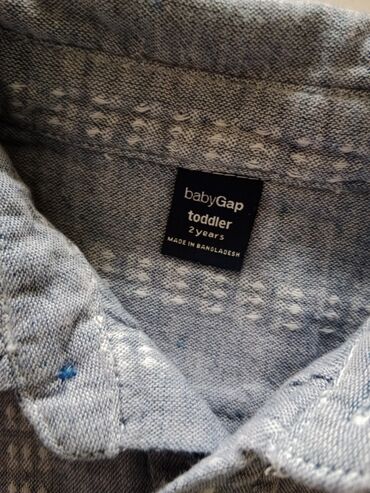 babyGap
toddler
2 years
MADE IN BANGLADESH